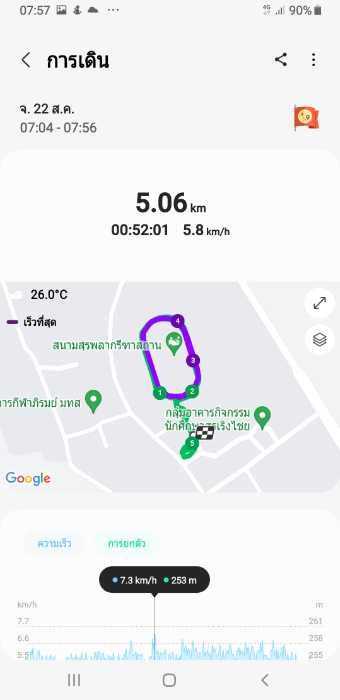 07:57
4G
90%
การเดิน
จ. 22 ส.ค.
07:04 - 07:56
5.06 km
00:52:01 5.8 km/h
26.0°C
เร็วที่สุด
4
สนามสุรพลากรีฑาสถาน
3
1
2
การกีฬาภิรมย์ มทส
กลุ่มอาคารกิจกรรม
นักศึกษาสุรเริงไชย
5
Google
ความเร็ว การยกตัว
7.3 km/h 253 m
km/h m
7.7 261
6.6 258
5.5 255